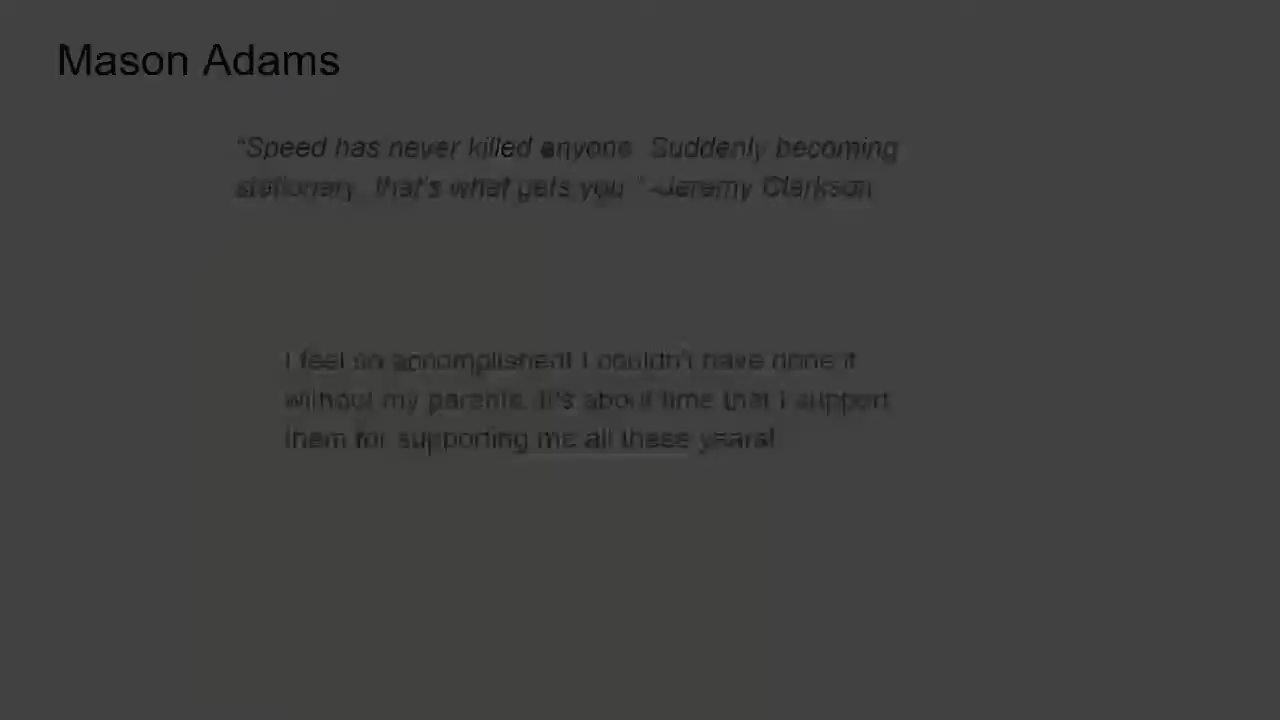 Mason Adams
"Speed has never killed anyone. Suddenly becoming
stationary, that's what gets you." -Jeremy Clarkson
I feel so accomplished! I couldn't have done it
without my parents. It's about time that I support
them for supporting me all these years!